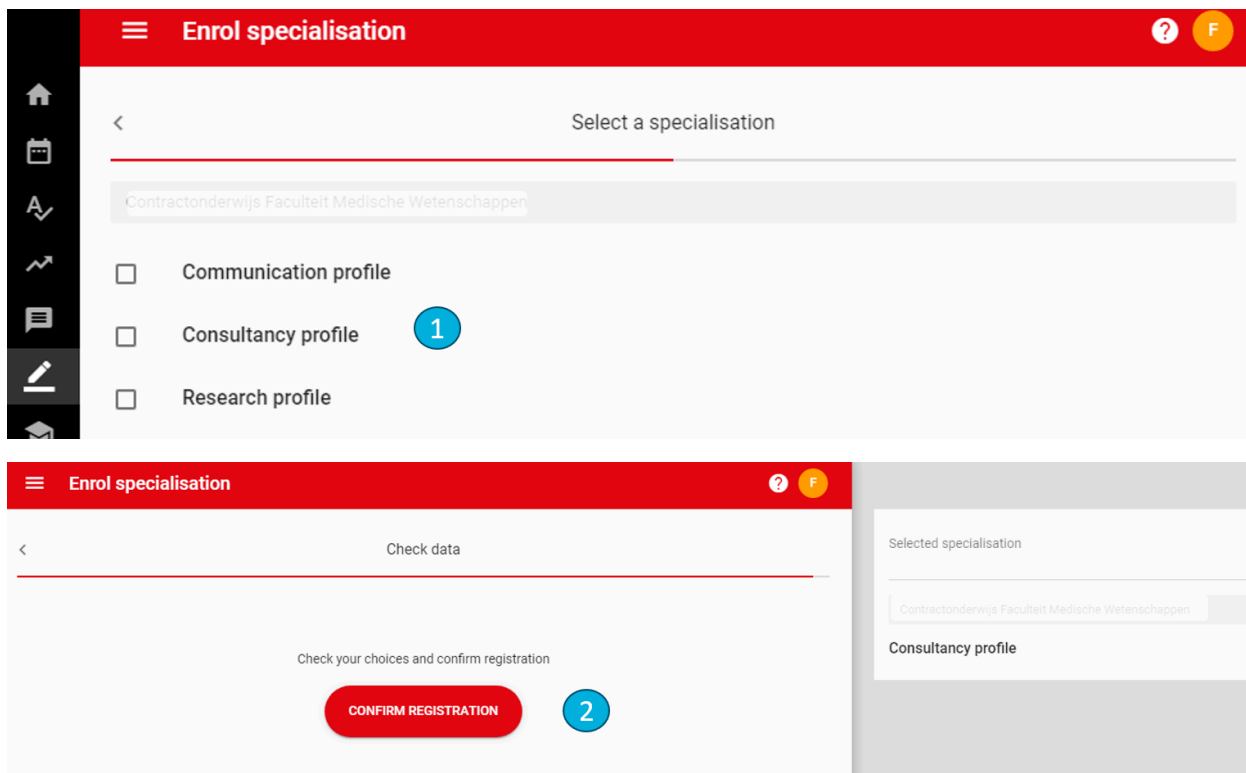 Enrol specialisation
? F
Select a specialisation
Contractonderwijs Faculteit Medische Wetenschappen
Communication profile
Consultancy profile
1
Research profile
Enrol specialisation
? F
Check data
Check your choices and confirm registration
CONFIRM REGISTRATION
2
Selected specialisation
Contractonderwijs Faculteit Medische Wetenschappen
Consultancy profile